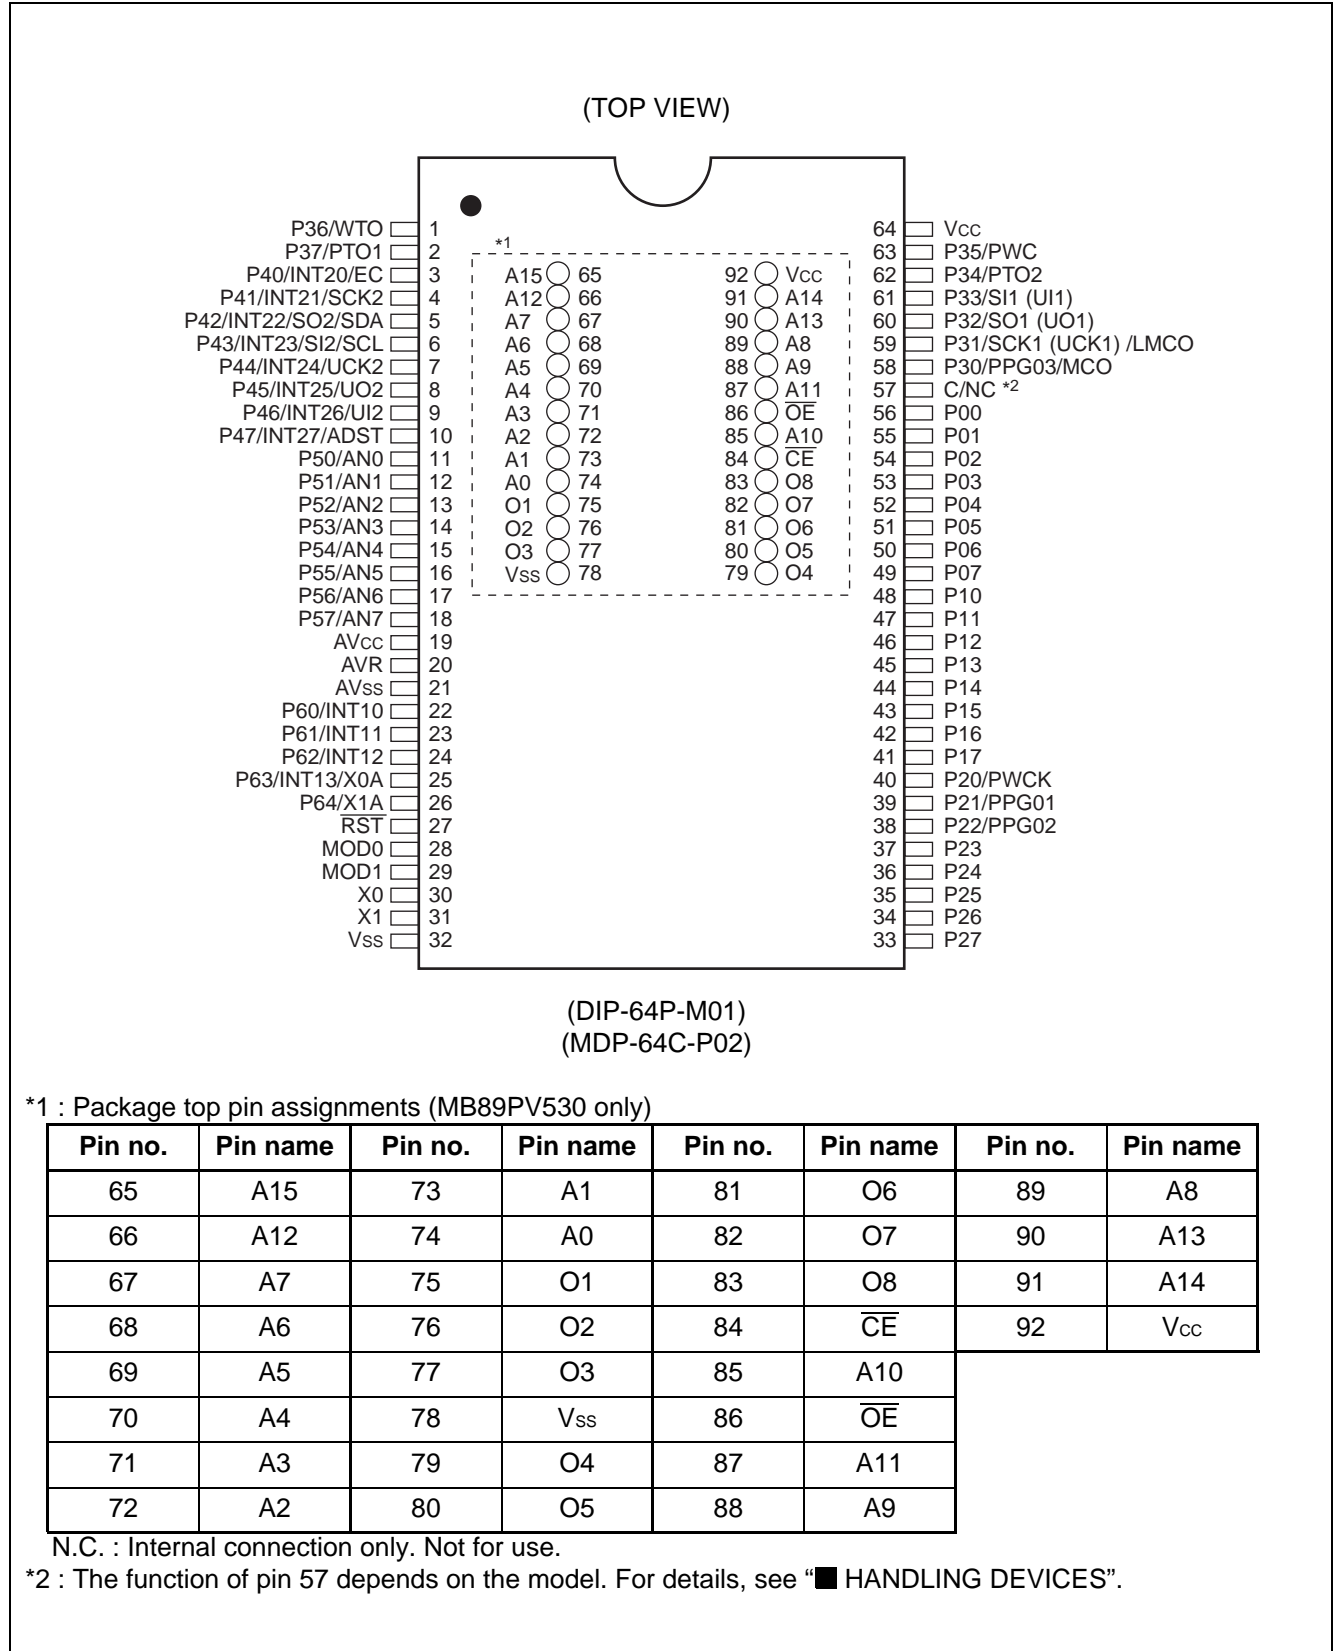 (TOP VIEW)
P36/WTO 1
P37/PTO1 2
P40/INT20/EC 3
P41/INT21/SCK2 4
P42/INT22/SO2/SDA 5
P43/INT23/SI2/SCL 6
P44/INT24/UCK2 7
P45/INT25/UO2 8
P46/INT26/UI2 9
P47/INT27/ADST 10
P50/AN0 11
P51/AN1 12
P52/AN2 13
P53/AN3 14
P54/AN4 15
P55/AN5 16
P56/AN6 17
P57/AN7 18
AVcc 19
AVR 20
AVss 21
P60/INT10 22
P61/INT11 23
P62/INT12 24
P63/INT13/X0A 25
P64/X1A 26
R̅S̅T̅ 27
MOD0 28
MOD1 29
X0 30
X1 31
Vss 32
*1
A15 65
A12 66
A7 67
A6 68
A5 69
A4 70
A3 71
A2 72
A1 73
A0 74
O1 75
O2 76
O3 77
Vss 78
92 Vcc
91 A14
90 A13
89 A8
88 A9
87 A11
86 O̅E̅
85 A10
84 C̅E̅
83 O8
82 O7
81 O6
80 O5
79 O4
64 Vcc
63 P35/PWC
62 P34/PTO2
61 P33/SI1 (UI1)
60 P32/SO1 (UO1)
59 P31/SCK1 (UCK1) /LMCO
58 P30/PPG03/MCO
57 C/NC *2
56 P00
55 P01
54 P02
53 P03
52 P04
51 P05
50 P06
49 P07
48 P10
47 P11
46 P12
45 P13
44 P14
43 P15
42 P16
41 P17
40 P20/PWCK
39 P21/PPG01
38 P22/PPG02
37 P23
36 P24
35 P25
34 P26
33 P27
(DIP-64P-M01)
(MDP-64C-P02)
*1 : Package top pin assignments (MB89PV530 only)
Pin no. Pin name Pin no. Pin name Pin no. Pin name Pin no. Pin name
65 A15 73 A1 81 O6 89 A8
66 A12 74 A0 82 O7 90 A13
67 A7 75 O1 83 O8 91 A14
68 A6 76 O2 84 C̅E̅ 92 Vcc
69 A5 77 O3 85 A10
70 A4 78 Vss 86 O̅E̅
71 A3 79 O4 87 A11
72 A2 80 O5 88 A9
N.C. : Internal connection only. Not for use.
*2 : The function of pin 57 depends on the model. For details, see “■ HANDLING DEVICES”.